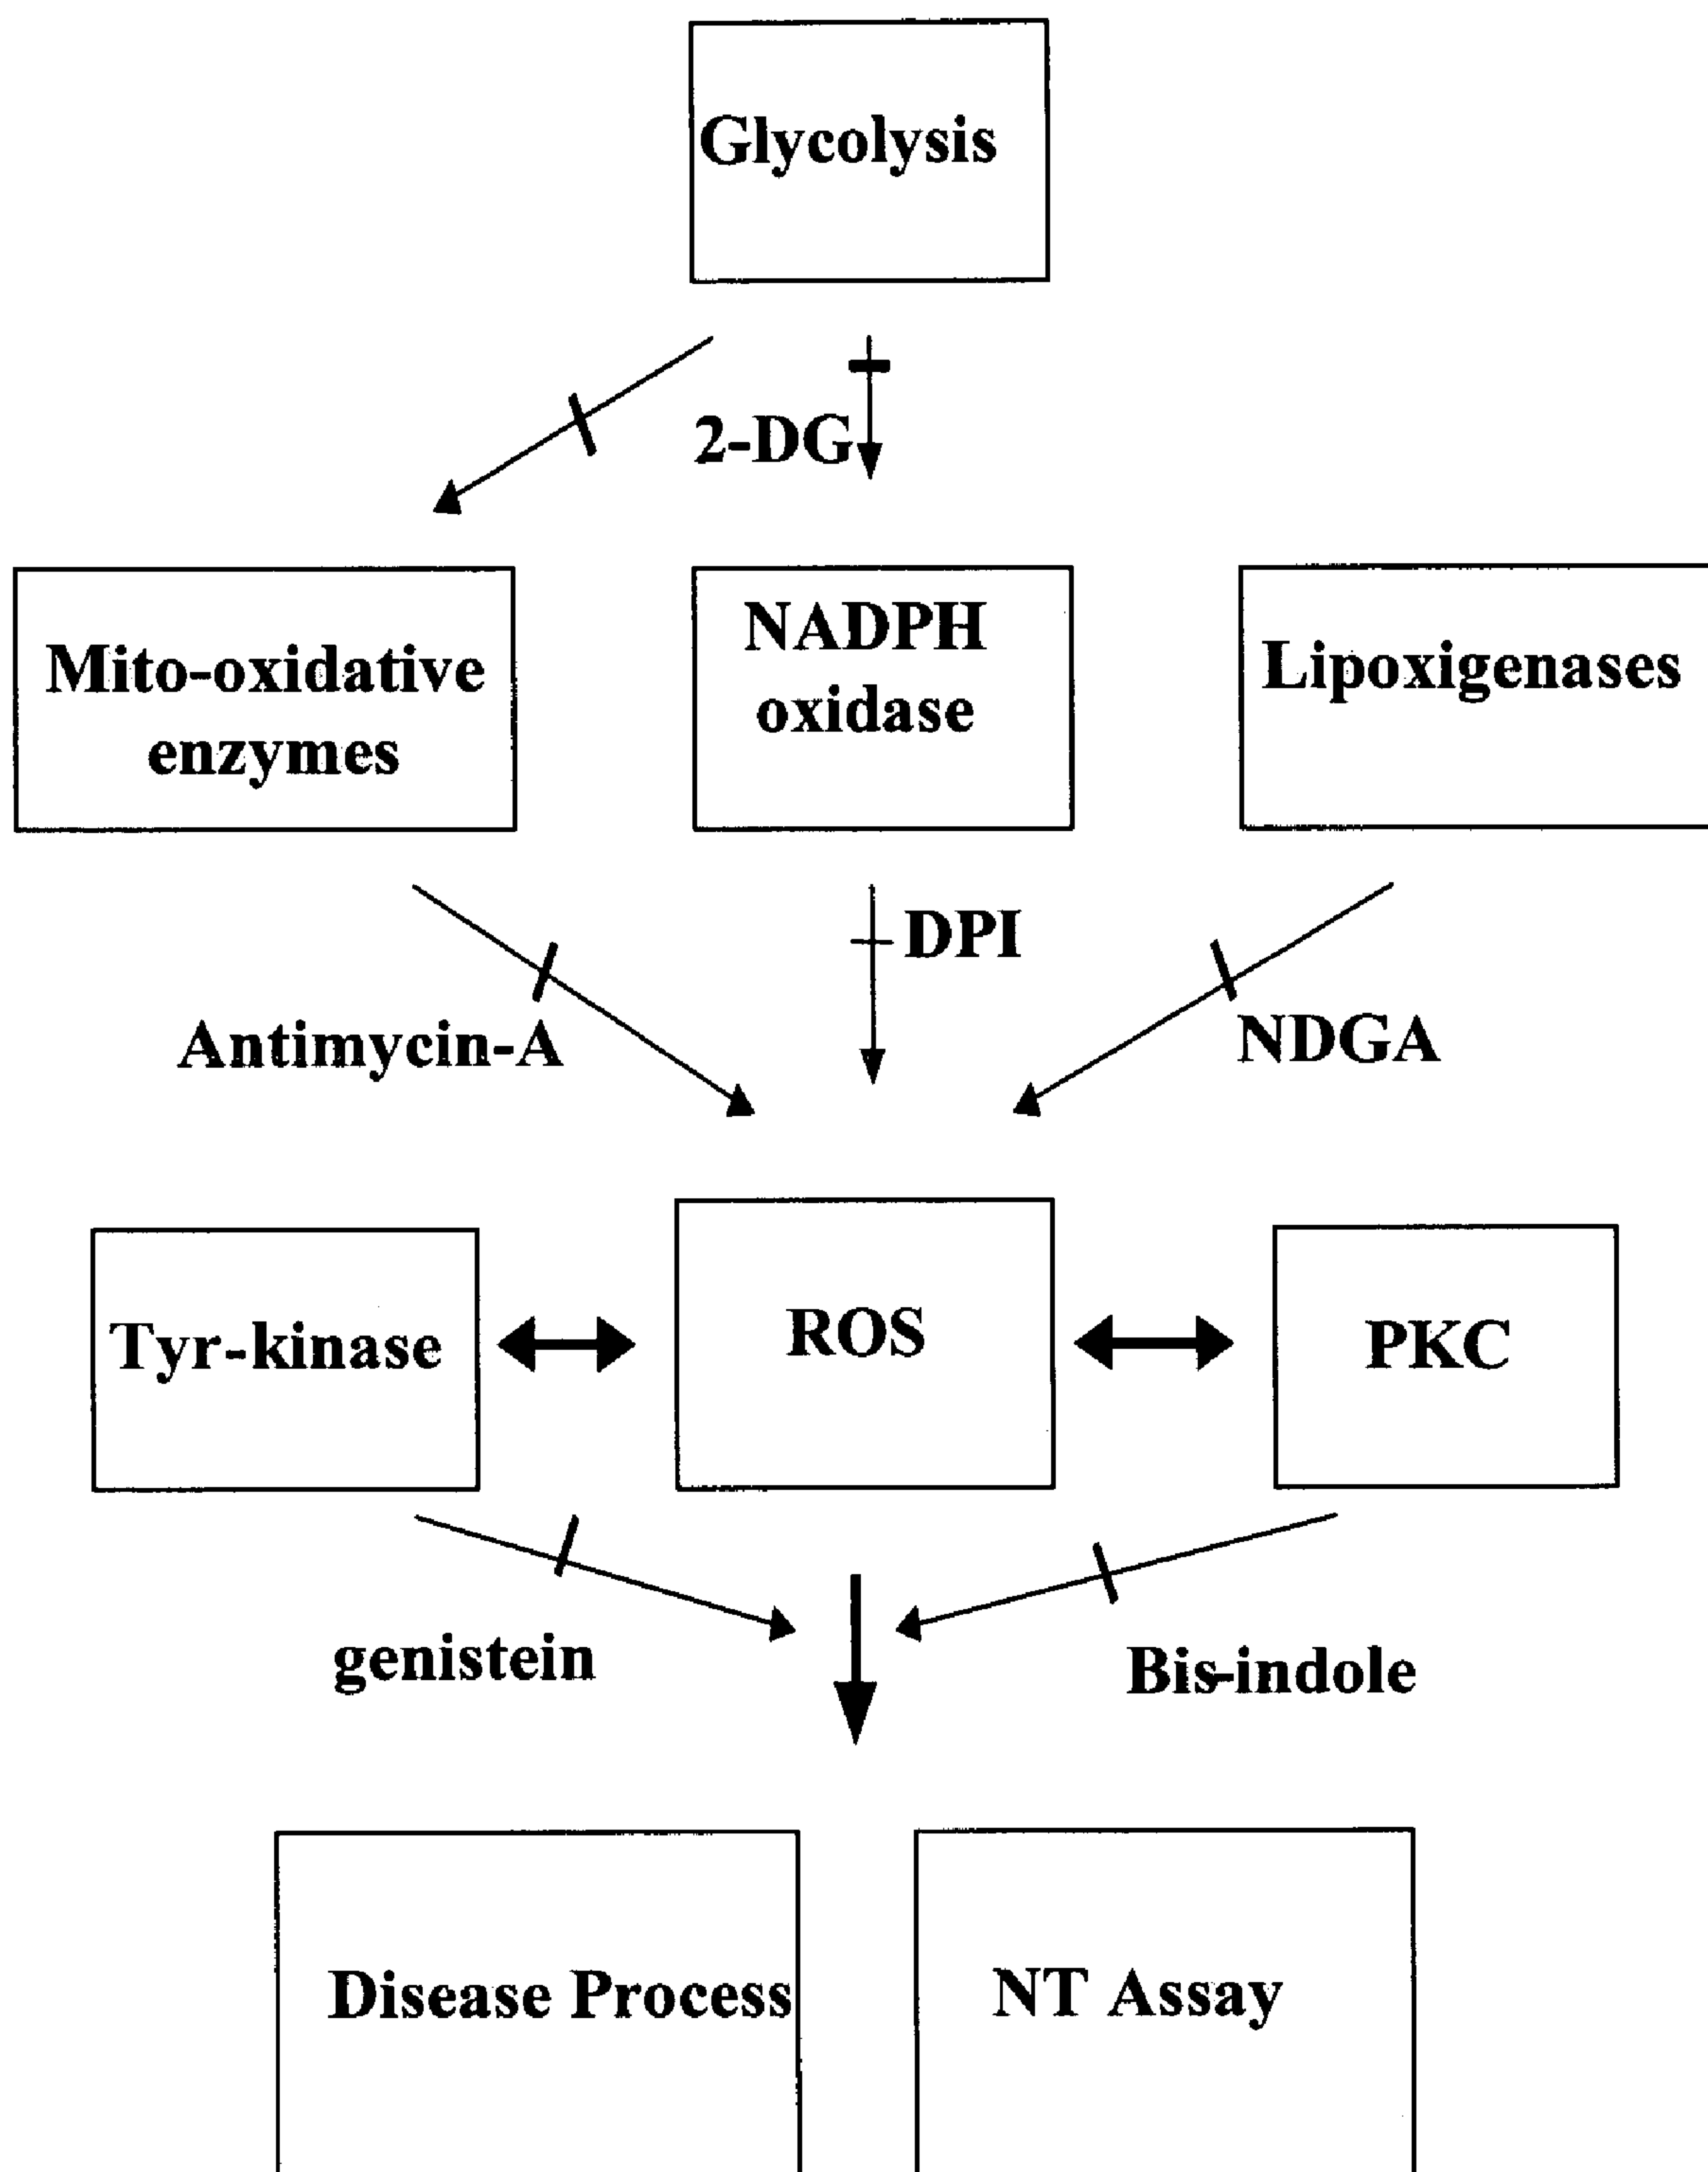 Glycolysis
2-DG
Mito-oxidative
enzymes
NADPH
oxidase
Lipoxigenases
DPI
Antimycin-A
NDGA
Tyr-kinase
ROS
PKC
genistein
Bis-indole
Disease Process
NT Assay